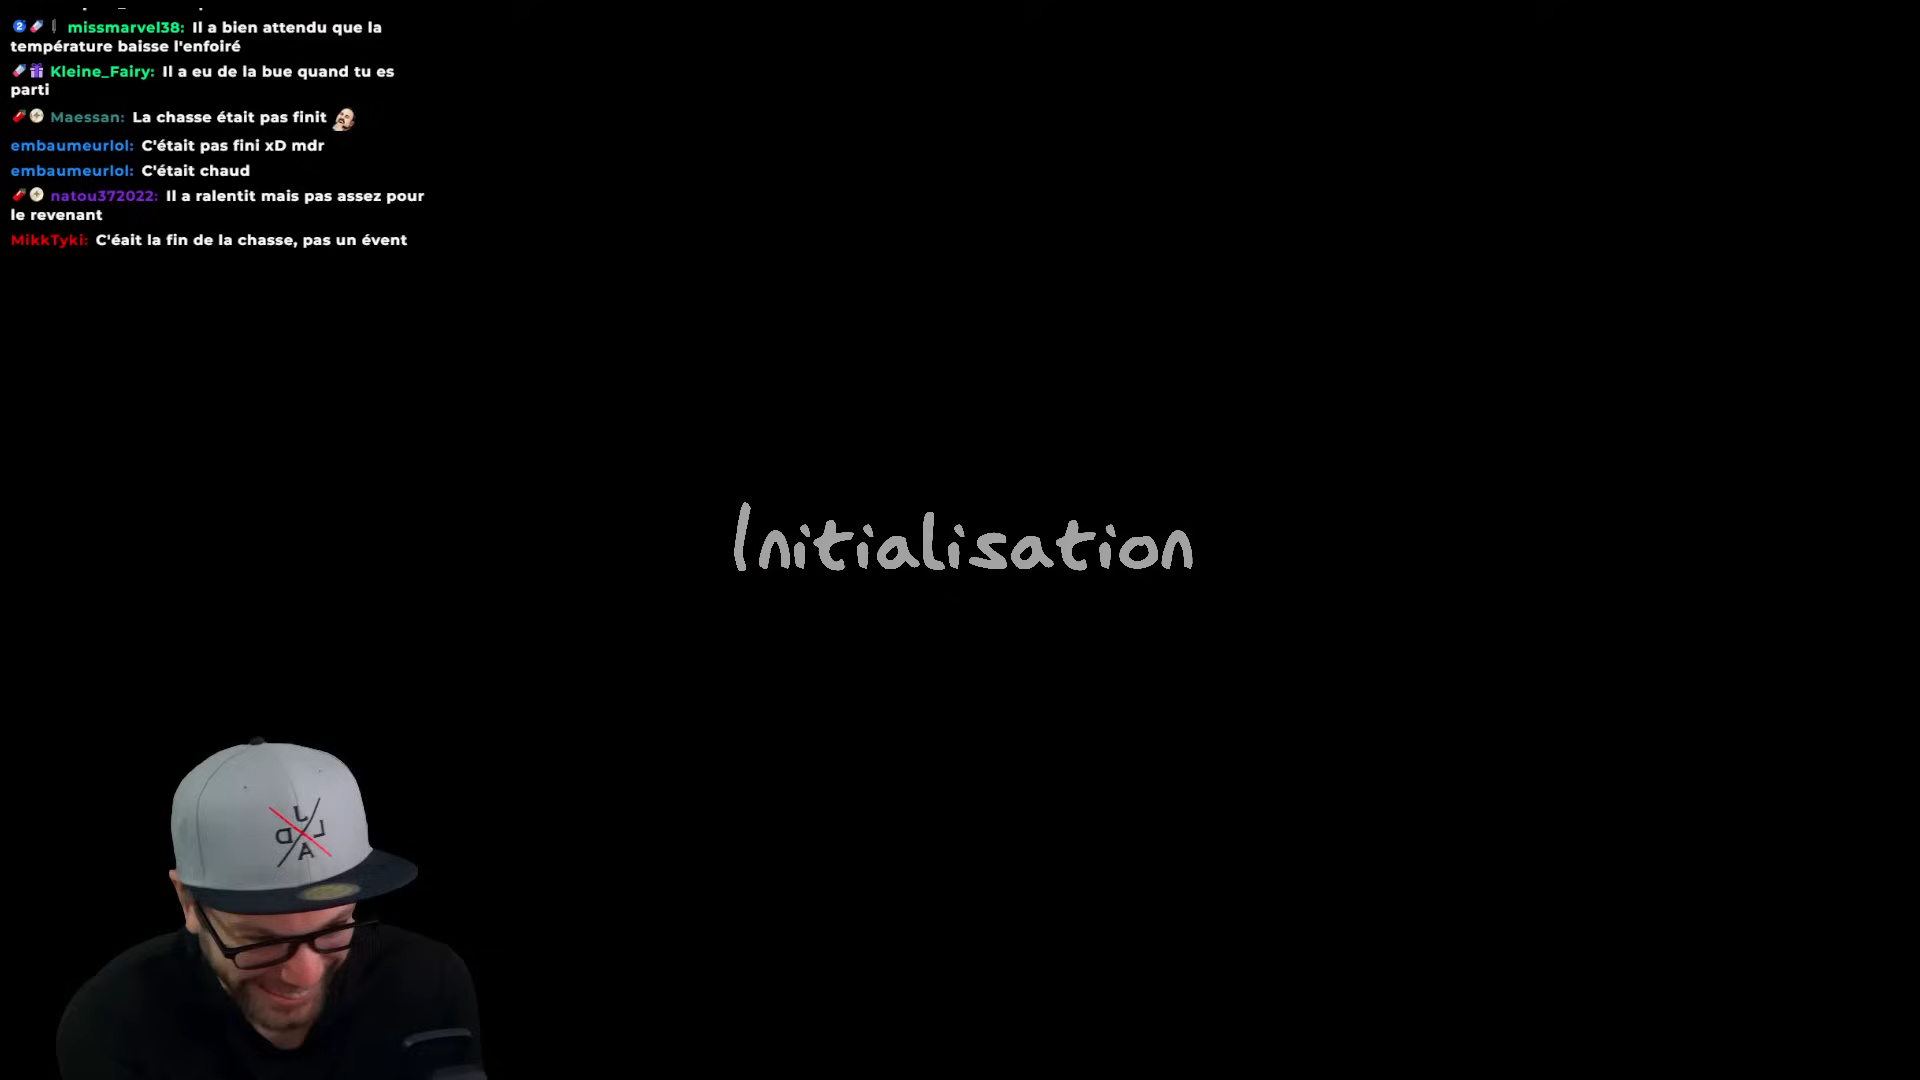 missmarvel38: Il a bien attendu que la
température baisse l'enfoiré
Kleine_Fairy: Il a eu de la bue quand tu es
parti
Maessan: La chasse était pas finit
embaumeurlol: C'était pas fini xD mdr
embaumeurlol: C'était chaud
natou372022: Il a ralentit mais pas assez pour
le revenant
MikkTyki: C'éait la fin de la chasse, pas un évent
Initialisation
J
D L
A